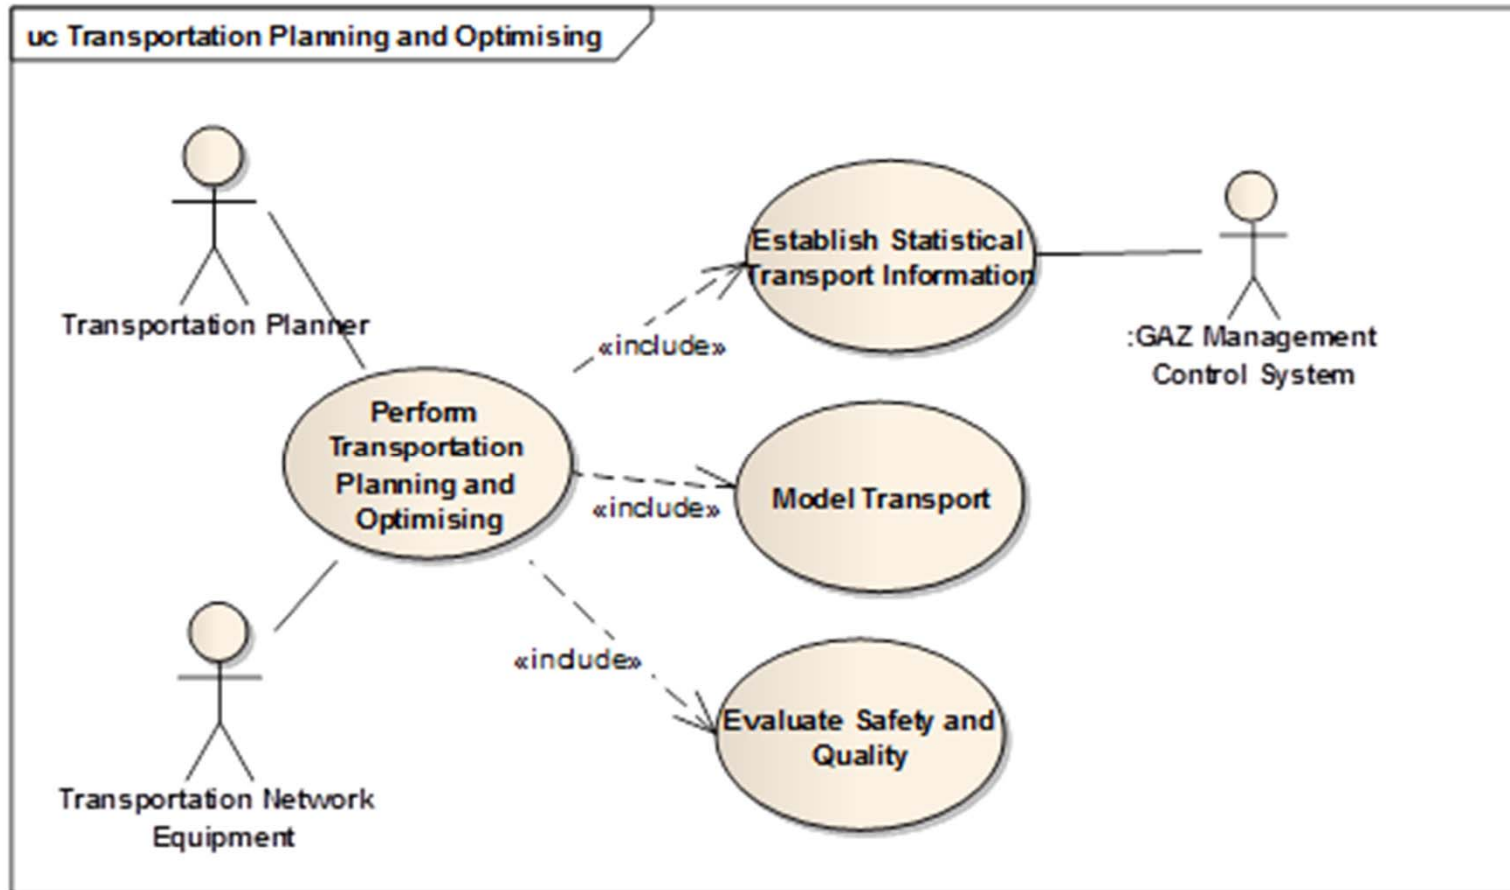 uc Transportation Planning and Optimising
Transportation Planner
Establish Statistical
Transport Information
:GAZ Management
Control System
«include»
Perform
Transportation
Planning and
Optimising
«include»
Model Transport
«include»
Evaluate Safety and
Quality
Transportation Network
Equipment